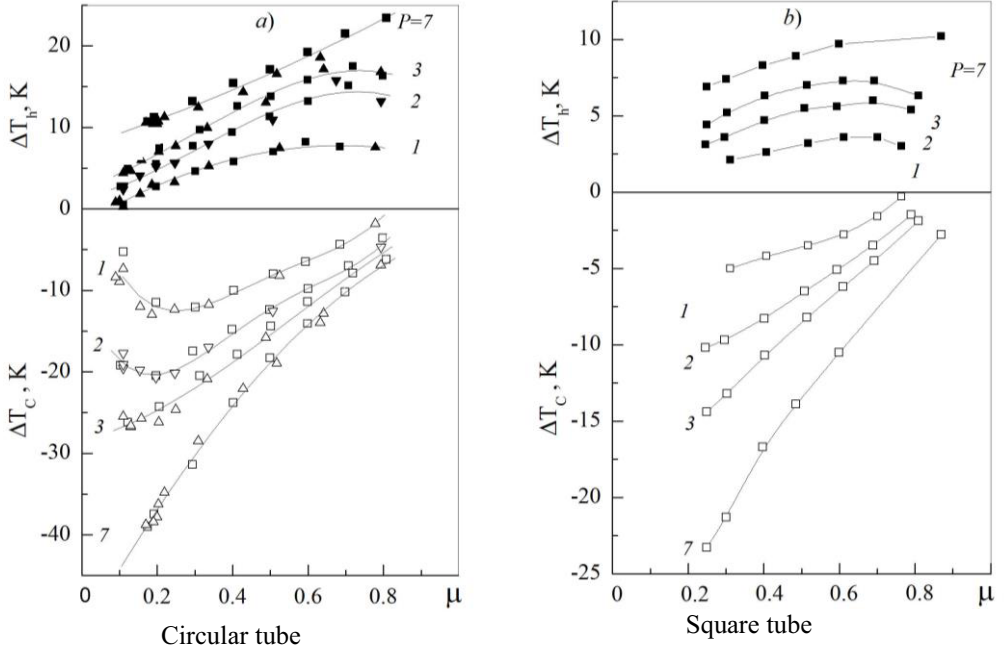 a)
P=7
20
3
2
ΔT_h, K
10
1
0
1
-10
2
-20
3
ΔT_C, K
-30
-40
7
0 0.2 0.4 0.6 0.8 μ
Circular tube
b)
10
P=7
ΔT_h, K
5
3
2
1
0
-5
1
-10
2
ΔT_C, K
-15
3
-20
7
-25
0 0.2 0.4 0.6 0.8 μ
Square tube